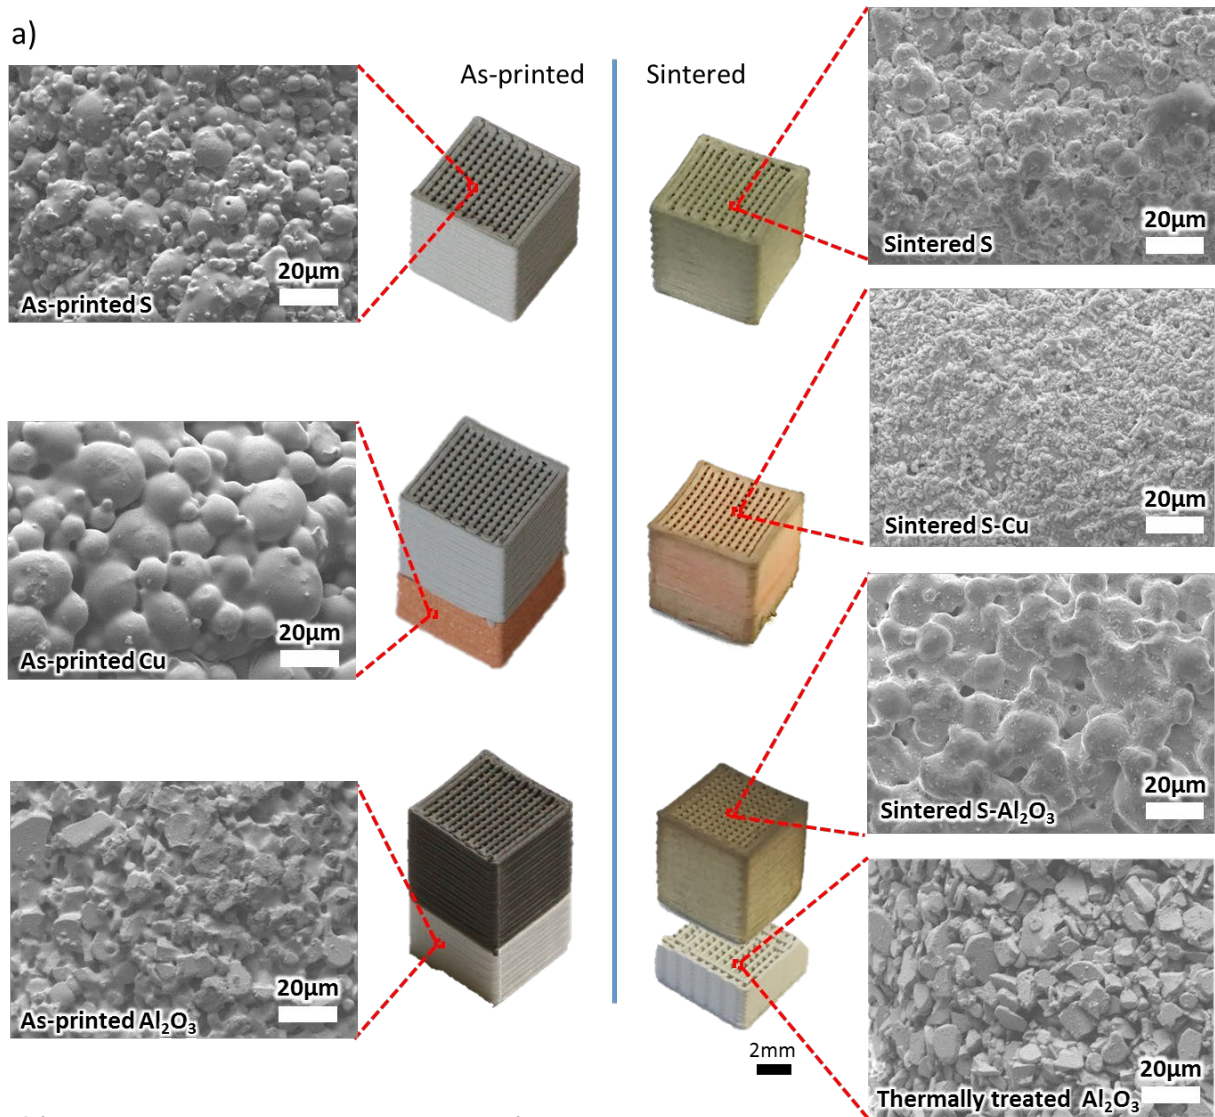 a)
As-printed
Sintered
20μm
As-printed S
20μm
Sintered S
20μm
As-printed Cu
20μm
Sintered S-Cu
20μm
As-printed Al₂O₃
20μm
Sintered S-Al₂O₃
2mm
20μm
Thermally treated Al₂O₃